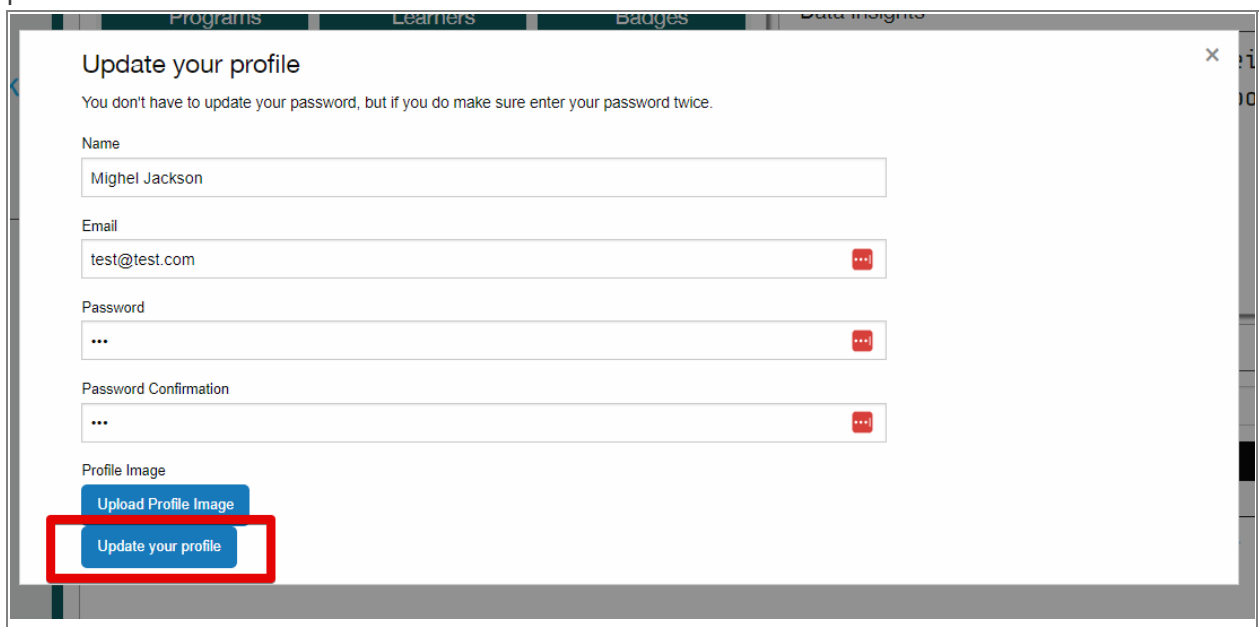 Programs Learners Badges Data Insights
Update your profile
×
You don't have to update your password, but if you do make sure enter your password twice.
Name
Mighel Jackson
Email
test@test.com
Password
•••
Password Confirmation
•••
Profile Image
Upload Profile Image
Update your profile